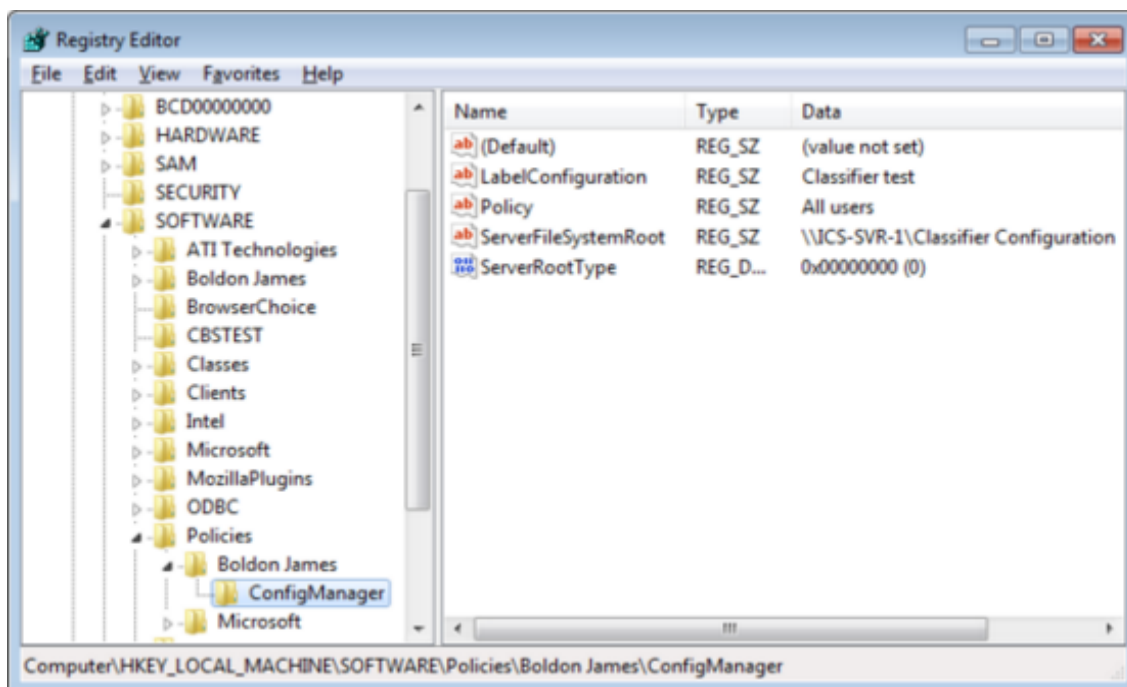 Registry Editor
File Edit View Favorites Help
BCD00000000
HARDWARE
SAM
SECURITY
SOFTWARE
ATI Technologies
Boldon James
BrowserChoice
CBSTEST
Classes
Clients
Intel
Microsoft
MozillaPlugins
ODBC
Policies
Boldon James
ConfigManager
Microsoft
Name Type Data
(Default) REG_SZ (value not set)
LabelConfiguration REG_SZ Classifier test
Policy REG_SZ All users
ServerFileSystemRoot REG_SZ \\ICS-SVR-1\Classifier Configuration
ServerRootType REG_D... 0x00000000 (0)
Computer\HKEY_LOCAL_MACHINE\SOFTWARE\Policies\Boldon James\ConfigManager